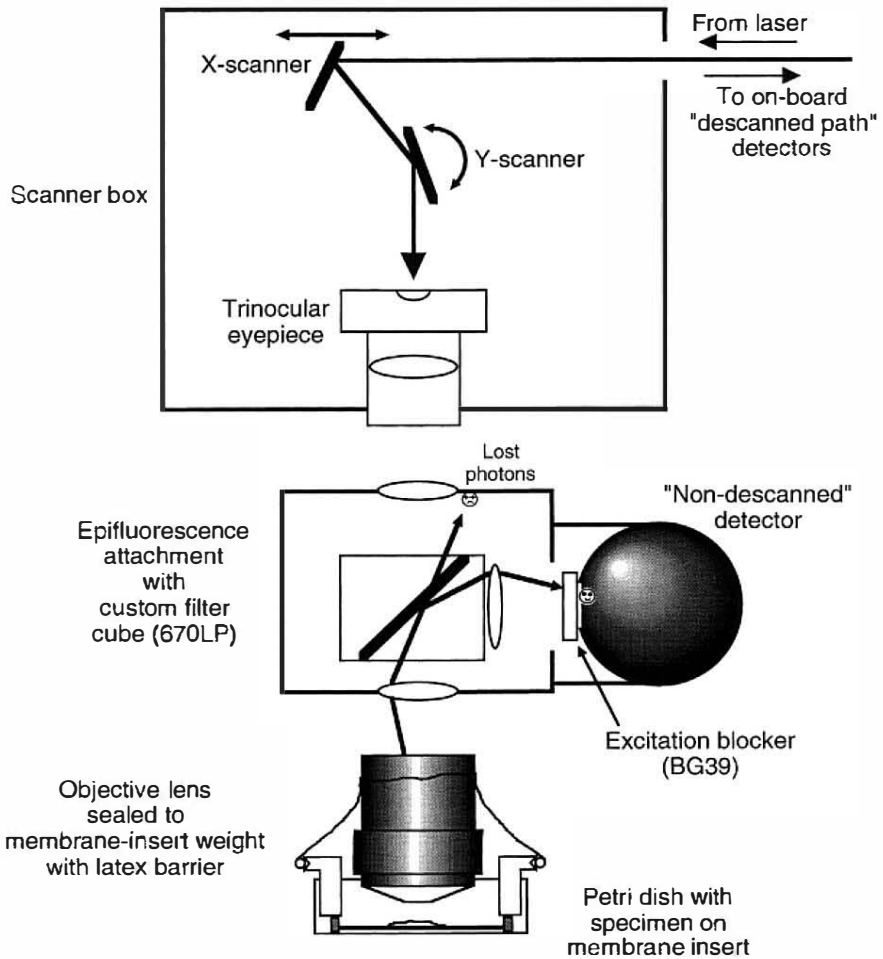 From laser
X-scanner
To on-board
"descanned path"
detectors
Y-scanner
Scanner box
Trinocular
eyepiece
Lost
photons
"Non-descanned"
detector
Epifluorescence
attachment
with
custom filter
cube (670LP)
Excitation blocker
(BG39)
Objective lens
sealed to
membrane-insert weight
with latex barrier
Petri dish with
specimen on
membrane insert